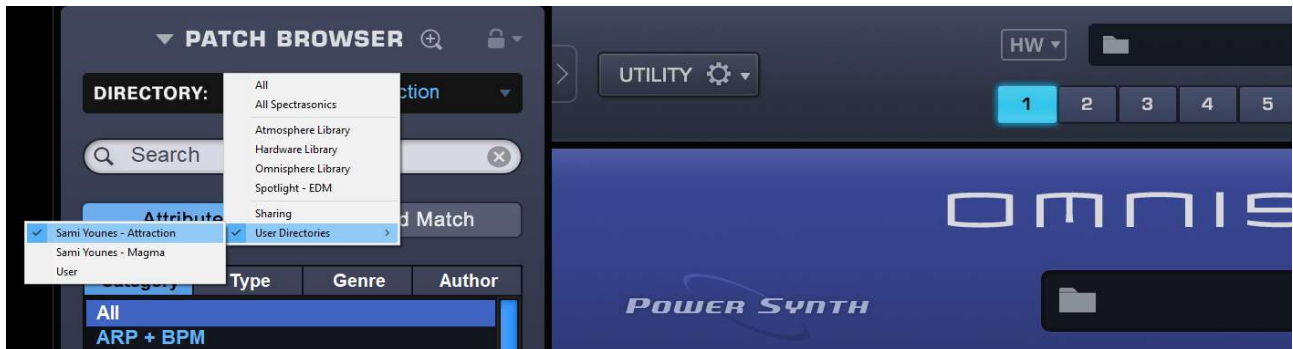 PATCH BROWSER
DIRECTORY:
ction
Search
Attribute
d Match
Category Type Genre Author
All
ARP + BPM
All
All Spectrasonics
Atmosphere Library
Hardware Library
Omnisphere Library
Spotlight - EDM
Sharing
User Directories
Sami Younes - Attraction
Sami Younes - Magma
User
UTILITY
HW
1 2 3 4 5
OMNIS
POWER SYNTH